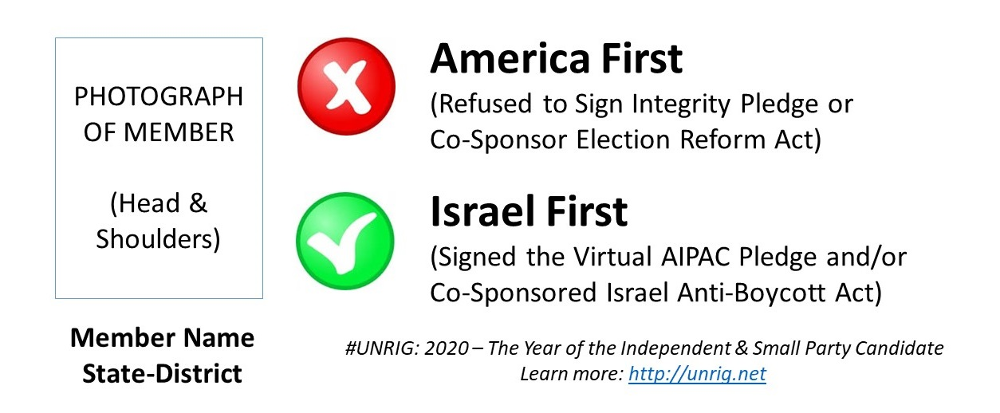 PHOTOGRAPH
OF MEMBER
(Head &
Shoulders)
Member Name
State-District
America First
(Refused to Sign Integrity Pledge or
Co-Sponsor Election Reform Act)
Israel First
(Signed the Virtual AIPAC Pledge and/or
Co-Sponsored Israel Anti-Boycott Act)
#UNRIG: 2020 – The Year of the Independent & Small Party Candidate
Learn more: http://unrig.net